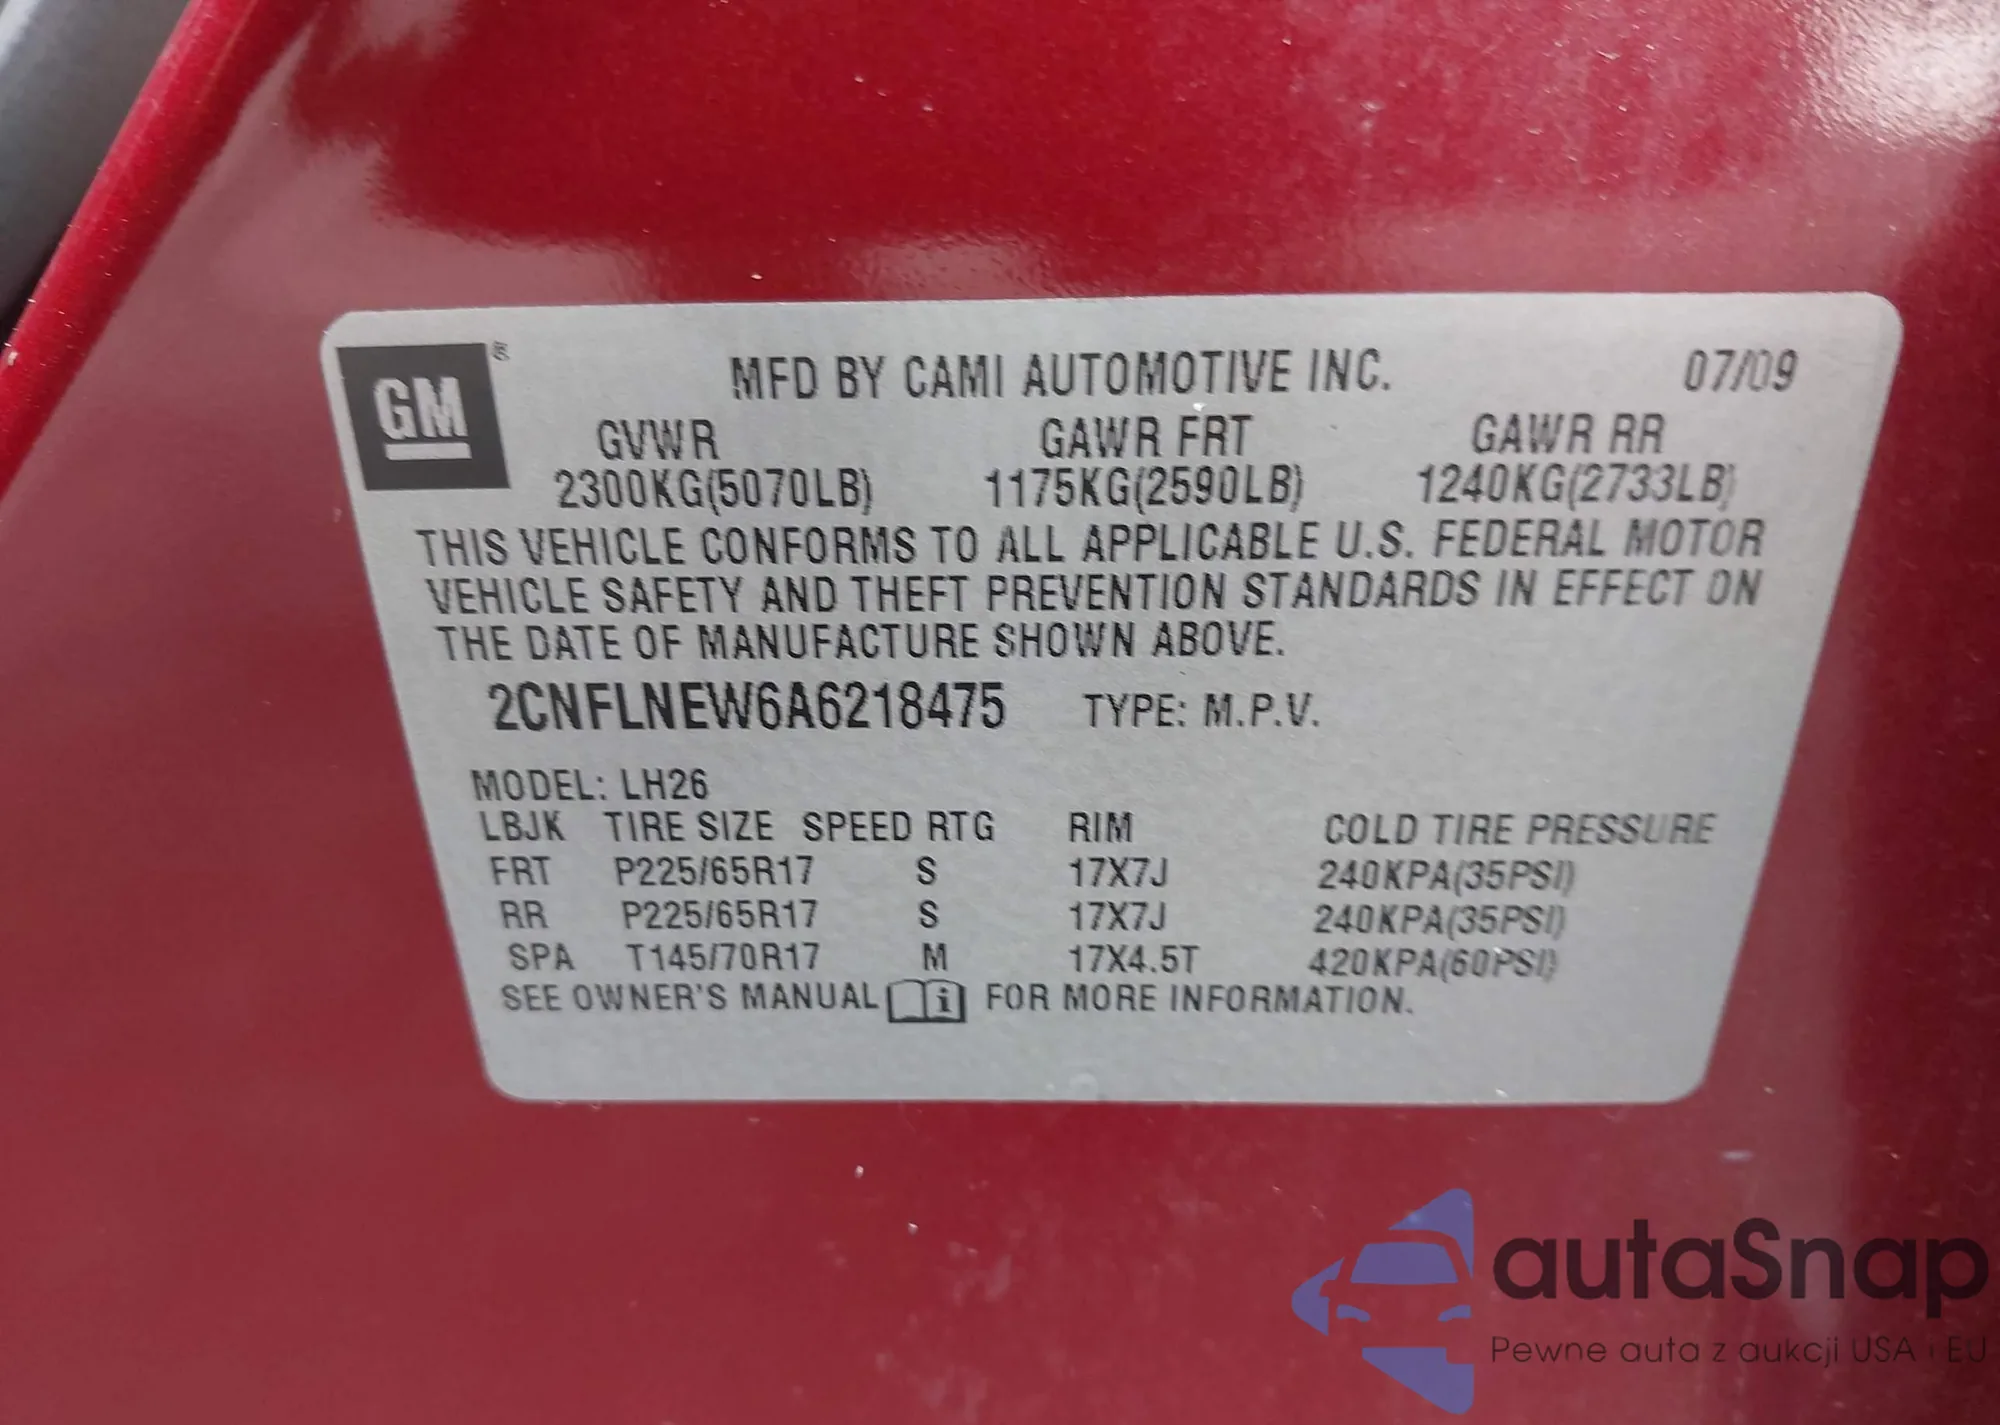 GM ®
MFD BY CAMI AUTOMOTIVE INC. 07/09
GVWR GAWR FRT GAWR RR
2300KG(5070LB) 1175KG(2590LB) 1240KG(2733LB)
THIS VEHICLE CONFORMS TO ALL APPLICABLE U.S. FEDERAL MOTOR
VEHICLE SAFETY AND THEFT PREVENTION STANDARDS IN EFFECT ON
THE DATE OF MANUFACTURE SHOWN ABOVE.
2CNFLNEW6A6218475 TYPE: M.P.V.
MODEL: LH26
LBJK TIRE SIZE SPEED RTG RIM COLD TIRE PRESSURE
FRT P225/65R17 S 17X7J 240KPA(35PSI)
RR P225/65R17 S 17X7J 240KPA(35PSI)
SPA T145/70R17 M 17X4.5T 420KPA(60PSI)
SEE OWNER'S MANUAL i FOR MORE INFORMATION.
autaSnap
Pewne auta z aukcji USA i EU